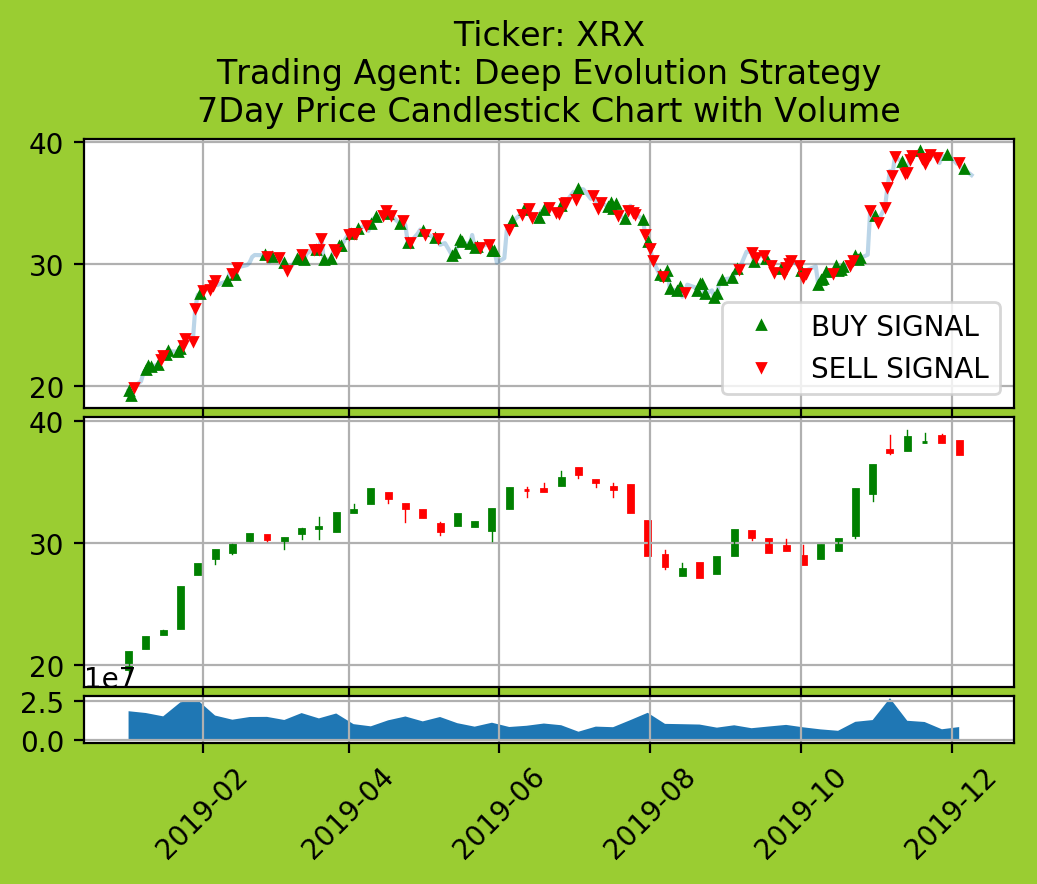 Ticker: XRX
Trading Agent: Deep Evolution Strategy
7Day Price Candlestick Chart with Volume
40
30
20
BUY SIGNAL
SELL SIGNAL
40
30
20
1e7
2.5
0.0
2019-02
2019-04
2019-06
2019-08
2019-10
2019-12